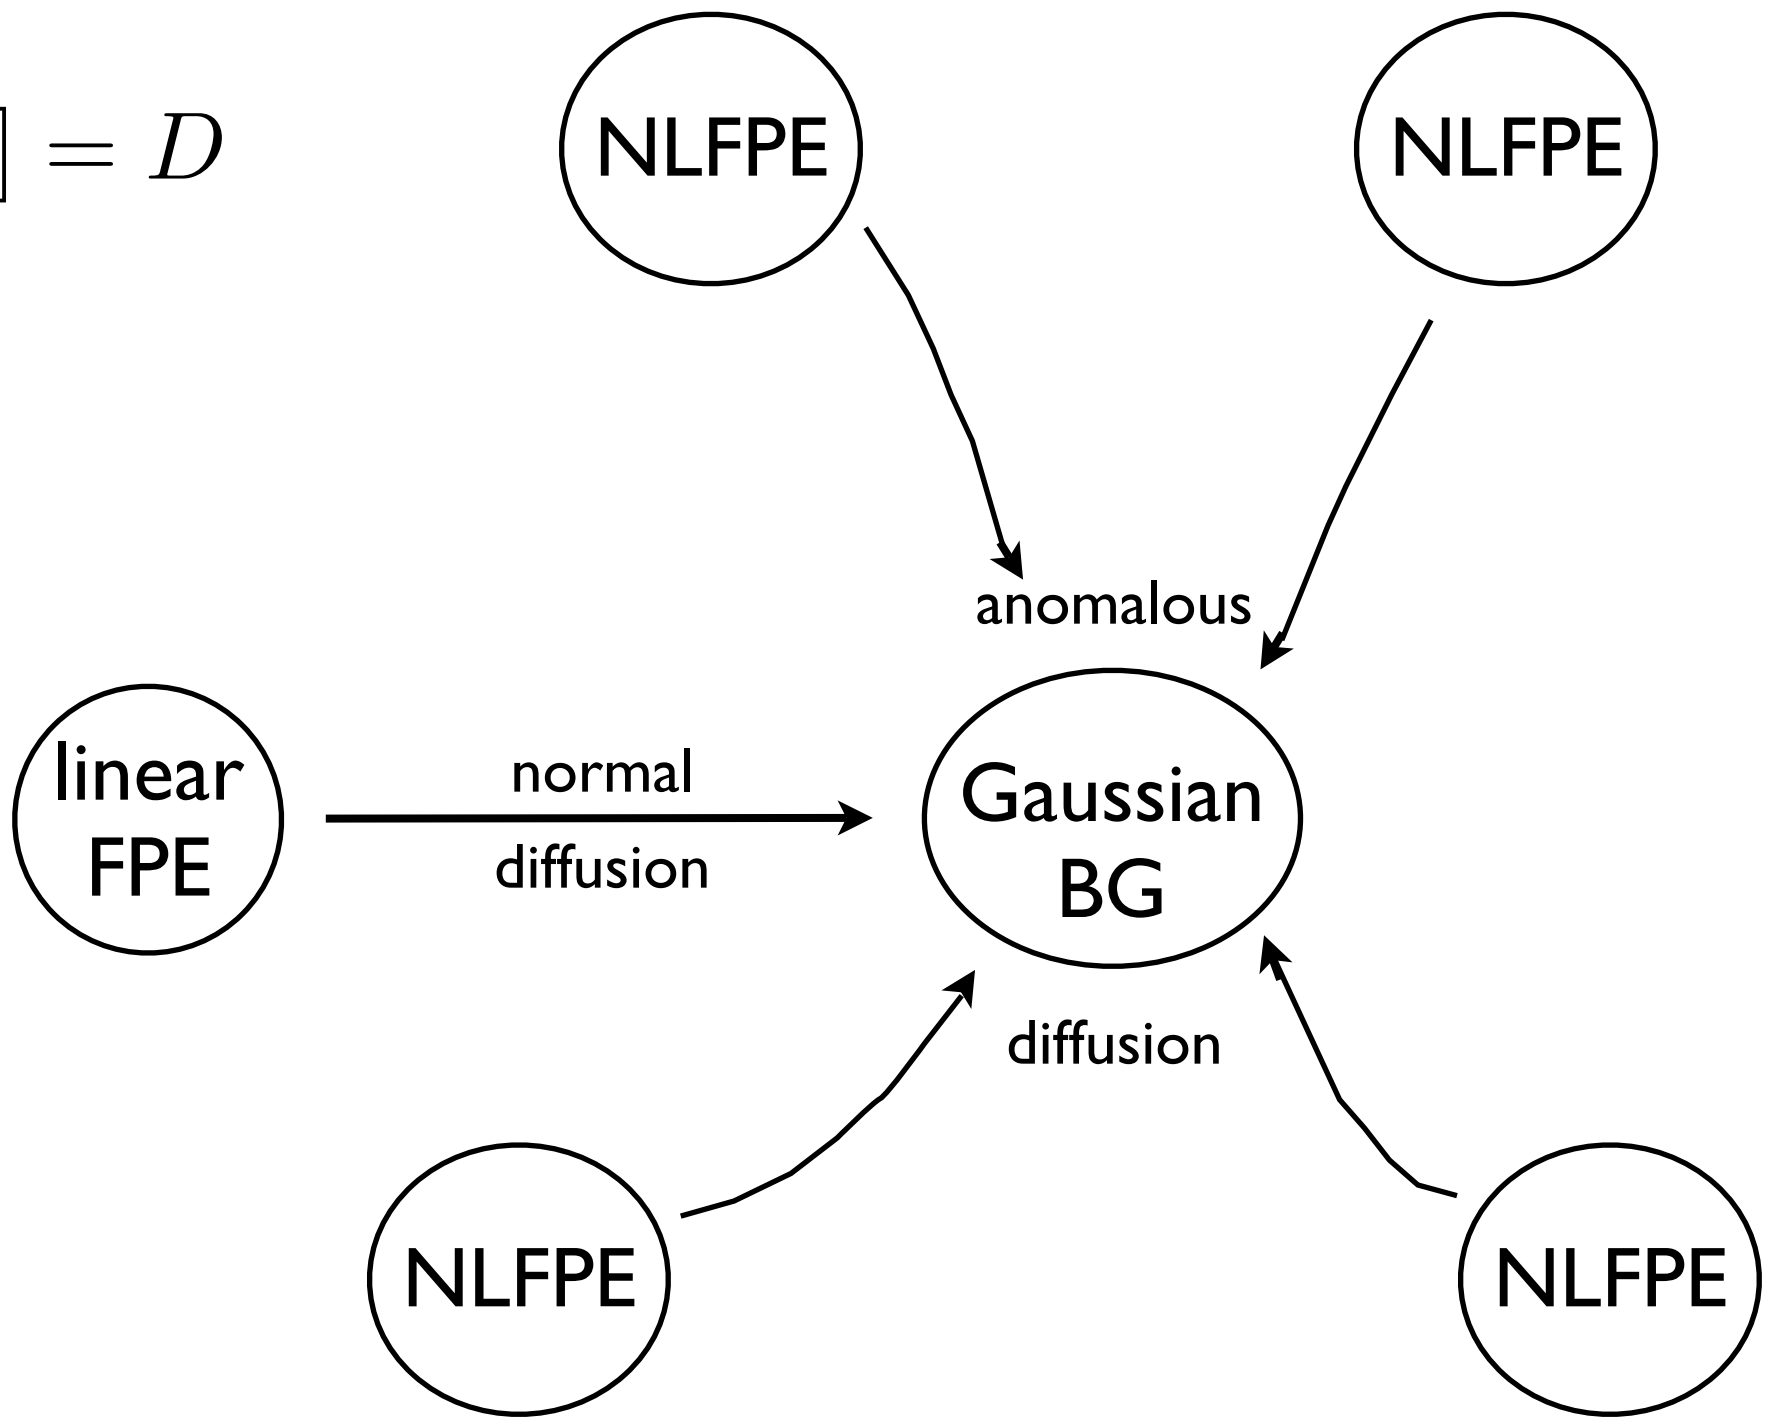 ] = D
NLFPE
NLFPE
anomalous
linear
FPE
normal
diffusion
Gaussian
BG
diffusion
NLFPE
NLFPE